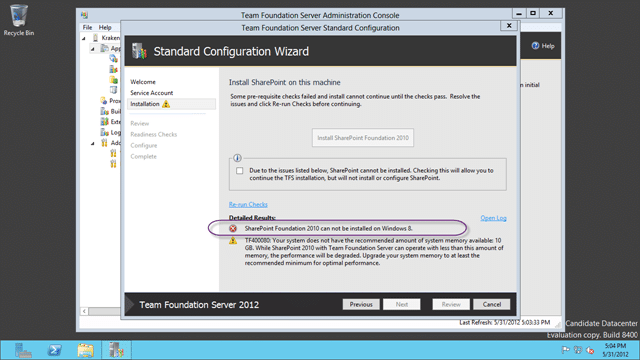 Recycle Bin
Team Foundation Server Administration Console
File Help
Kraken
Team Foundation Server Standard Configuration
Standard Configuration Wizard
Help
Welcome
Service Account
Installation
Review
Readiness Checks
Configure
Complete
Install SharePoint on this machine
Some pre-requisite checks failed and install cannot continue until the checks pass. Resolve the
issues and click Re-run Checks before continuing.
Install SharePoint Foundation 2010
Due to the issues listed below, SharePoint cannot be installed. Checking this will allow you to
continue the TFS installation, but will not install or configure SharePoint.
Re-run Checks
Detailed Results:
Open Log
SharePoint Foundation 2010 can not be installed on Windows 8.
TF400080: Your system does not have the recommended amount of system memory available: 10
GB. While SharePoint 2010 with Team Foundation Server can operate with less than this amount of
memory, the performance will be degraded. Upgrade your system to at least the
recommended minimum for optimal performance.
initial
Team Foundation Server 2012
Previous
Next
Review
Cancel
Last Refresh: 5/31/2012 5:03:33 PM
Candidate Datacenter
Evaluation copy. Build 8400
5:04 PM
5/31/2012